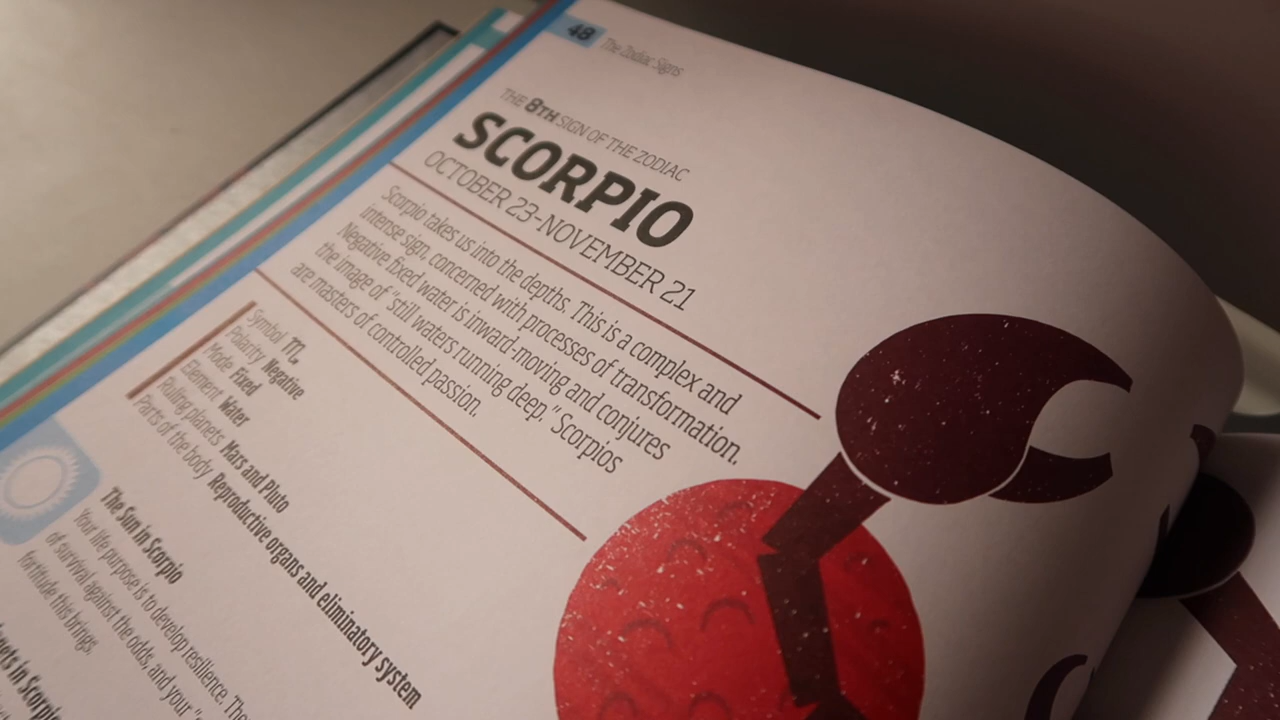 48 The Zodiac Signs
THE 8TH SIGN OF THE ZODIAC
SCORPIO
OCTOBER 23-NOVEMBER 21
Scorpio takes us into the depths. This is a complex and
intense sign, concerned with processes of transformation.
Negative fixed water is inward-moving and conjures
the image of "still waters running deep." Scorpios
are masters of controlled passion.
Symbol ♏
Polarity Negative
Mode Fixed
Element Water
Ruling planets Mars and Pluto
Parts of the body Reproductive organs and eliminatory system
The Sun in Scorpio
Your life purpose is to develop resilience. The
of survival against the odds, and your
fortitude this brings.
in Scorpio